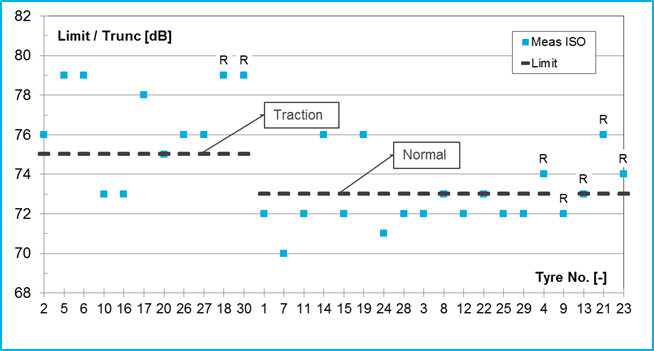 82
Limit / Trunc [dB]
Meas ISO
Limit
80
R R
78
Traction
R
76
Normal
R R
74
R
R
72
70
Tyre No. [-]
68
2 5 6 10 16 17 20 26 27 18 30 1 7 11 14 15 19 24 28 3 8 12 22 25 29 4 9 13 21 23